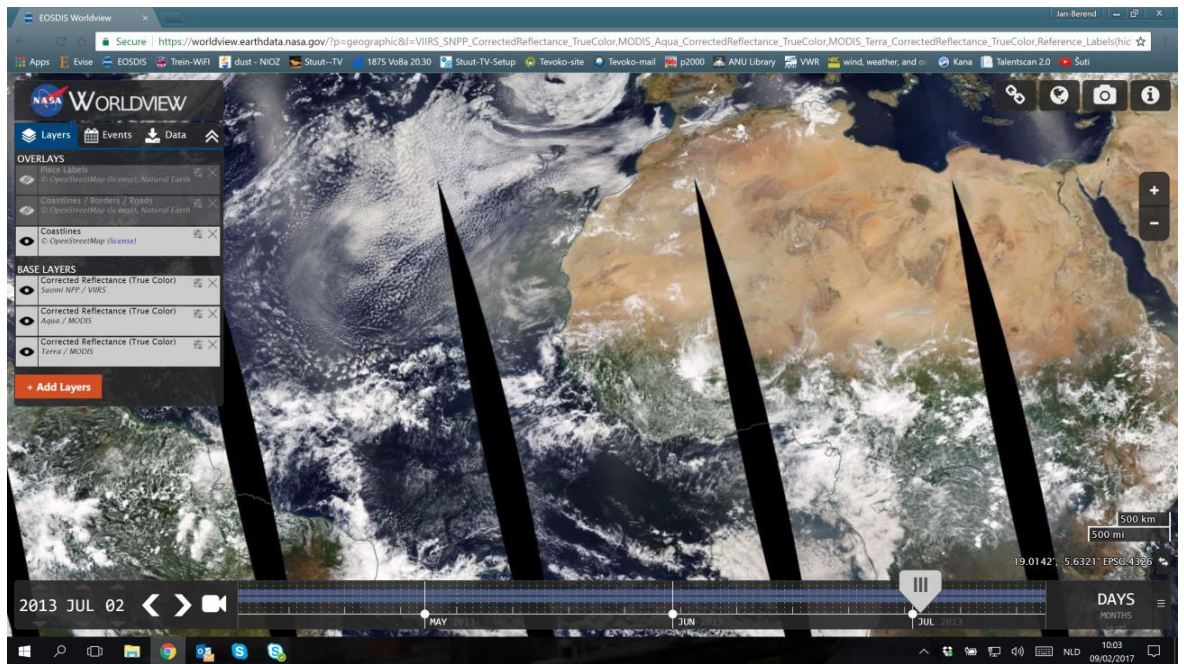 EOSDIS Worldview
Jan-Berend
Secure | https://worldview.earthdata.nasa.gov/?p=geographic&l=VIIRS_SNPP_CorrectedReflectance_TrueColor,MODIS_Aqua_CorrectedReflectance_TrueColor,MODIS_Terra_CorrectedReflectance_TrueColor,Reference_Labels(hid
Apps Evise EOSDIS Trein-WiFI dust - NIOZ Stuut--TV 1875 VoBa 20.30 Stuut-TV-Setup Tevoko-site Tevoko-mail p2000 ANU Library VWR wind, weather, and o Kana Talentscan 2.0 Šuti
NASA WORLDVIEW
Layers Events Data
OVERLAYS
Place Labels
© OpenStreetMap (license), Natural Earth
Coastlines / Borders / Roads
© OpenStreetMap (license), Natural Earth
Coastlines
© OpenStreetMap (license)
BASE LAYERS
Corrected Reflectance (True Color)
Suomi NPP / VIIRS
Corrected Reflectance (True Color)
Aqua / MODIS
Corrected Reflectance (True Color)
Terra / MODIS
+ Add Layers
+
−
500 km
500 mi
19.0142°, -5.6321° EPSG:4326
2013 JUL 02
MAY 2013
JUN 2013
JUL 2013
DAYS
MONTHS
NLD
10:03
09/02/2017